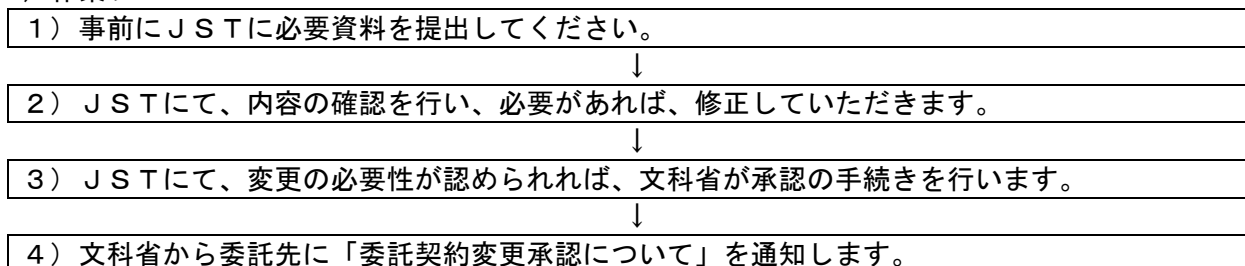 １）事前にＪＳＴに必要資料を提出してください。
↓
２）ＪＳＴにて、内容の確認を行い、必要があれば、修正していただきます。
↓
３）ＪＳＴにて、変更の必要性が認められれば、文科省が承認の手続きを行います。
↓
４）文科省から委託先に「委託契約変更承認について」を通知します。